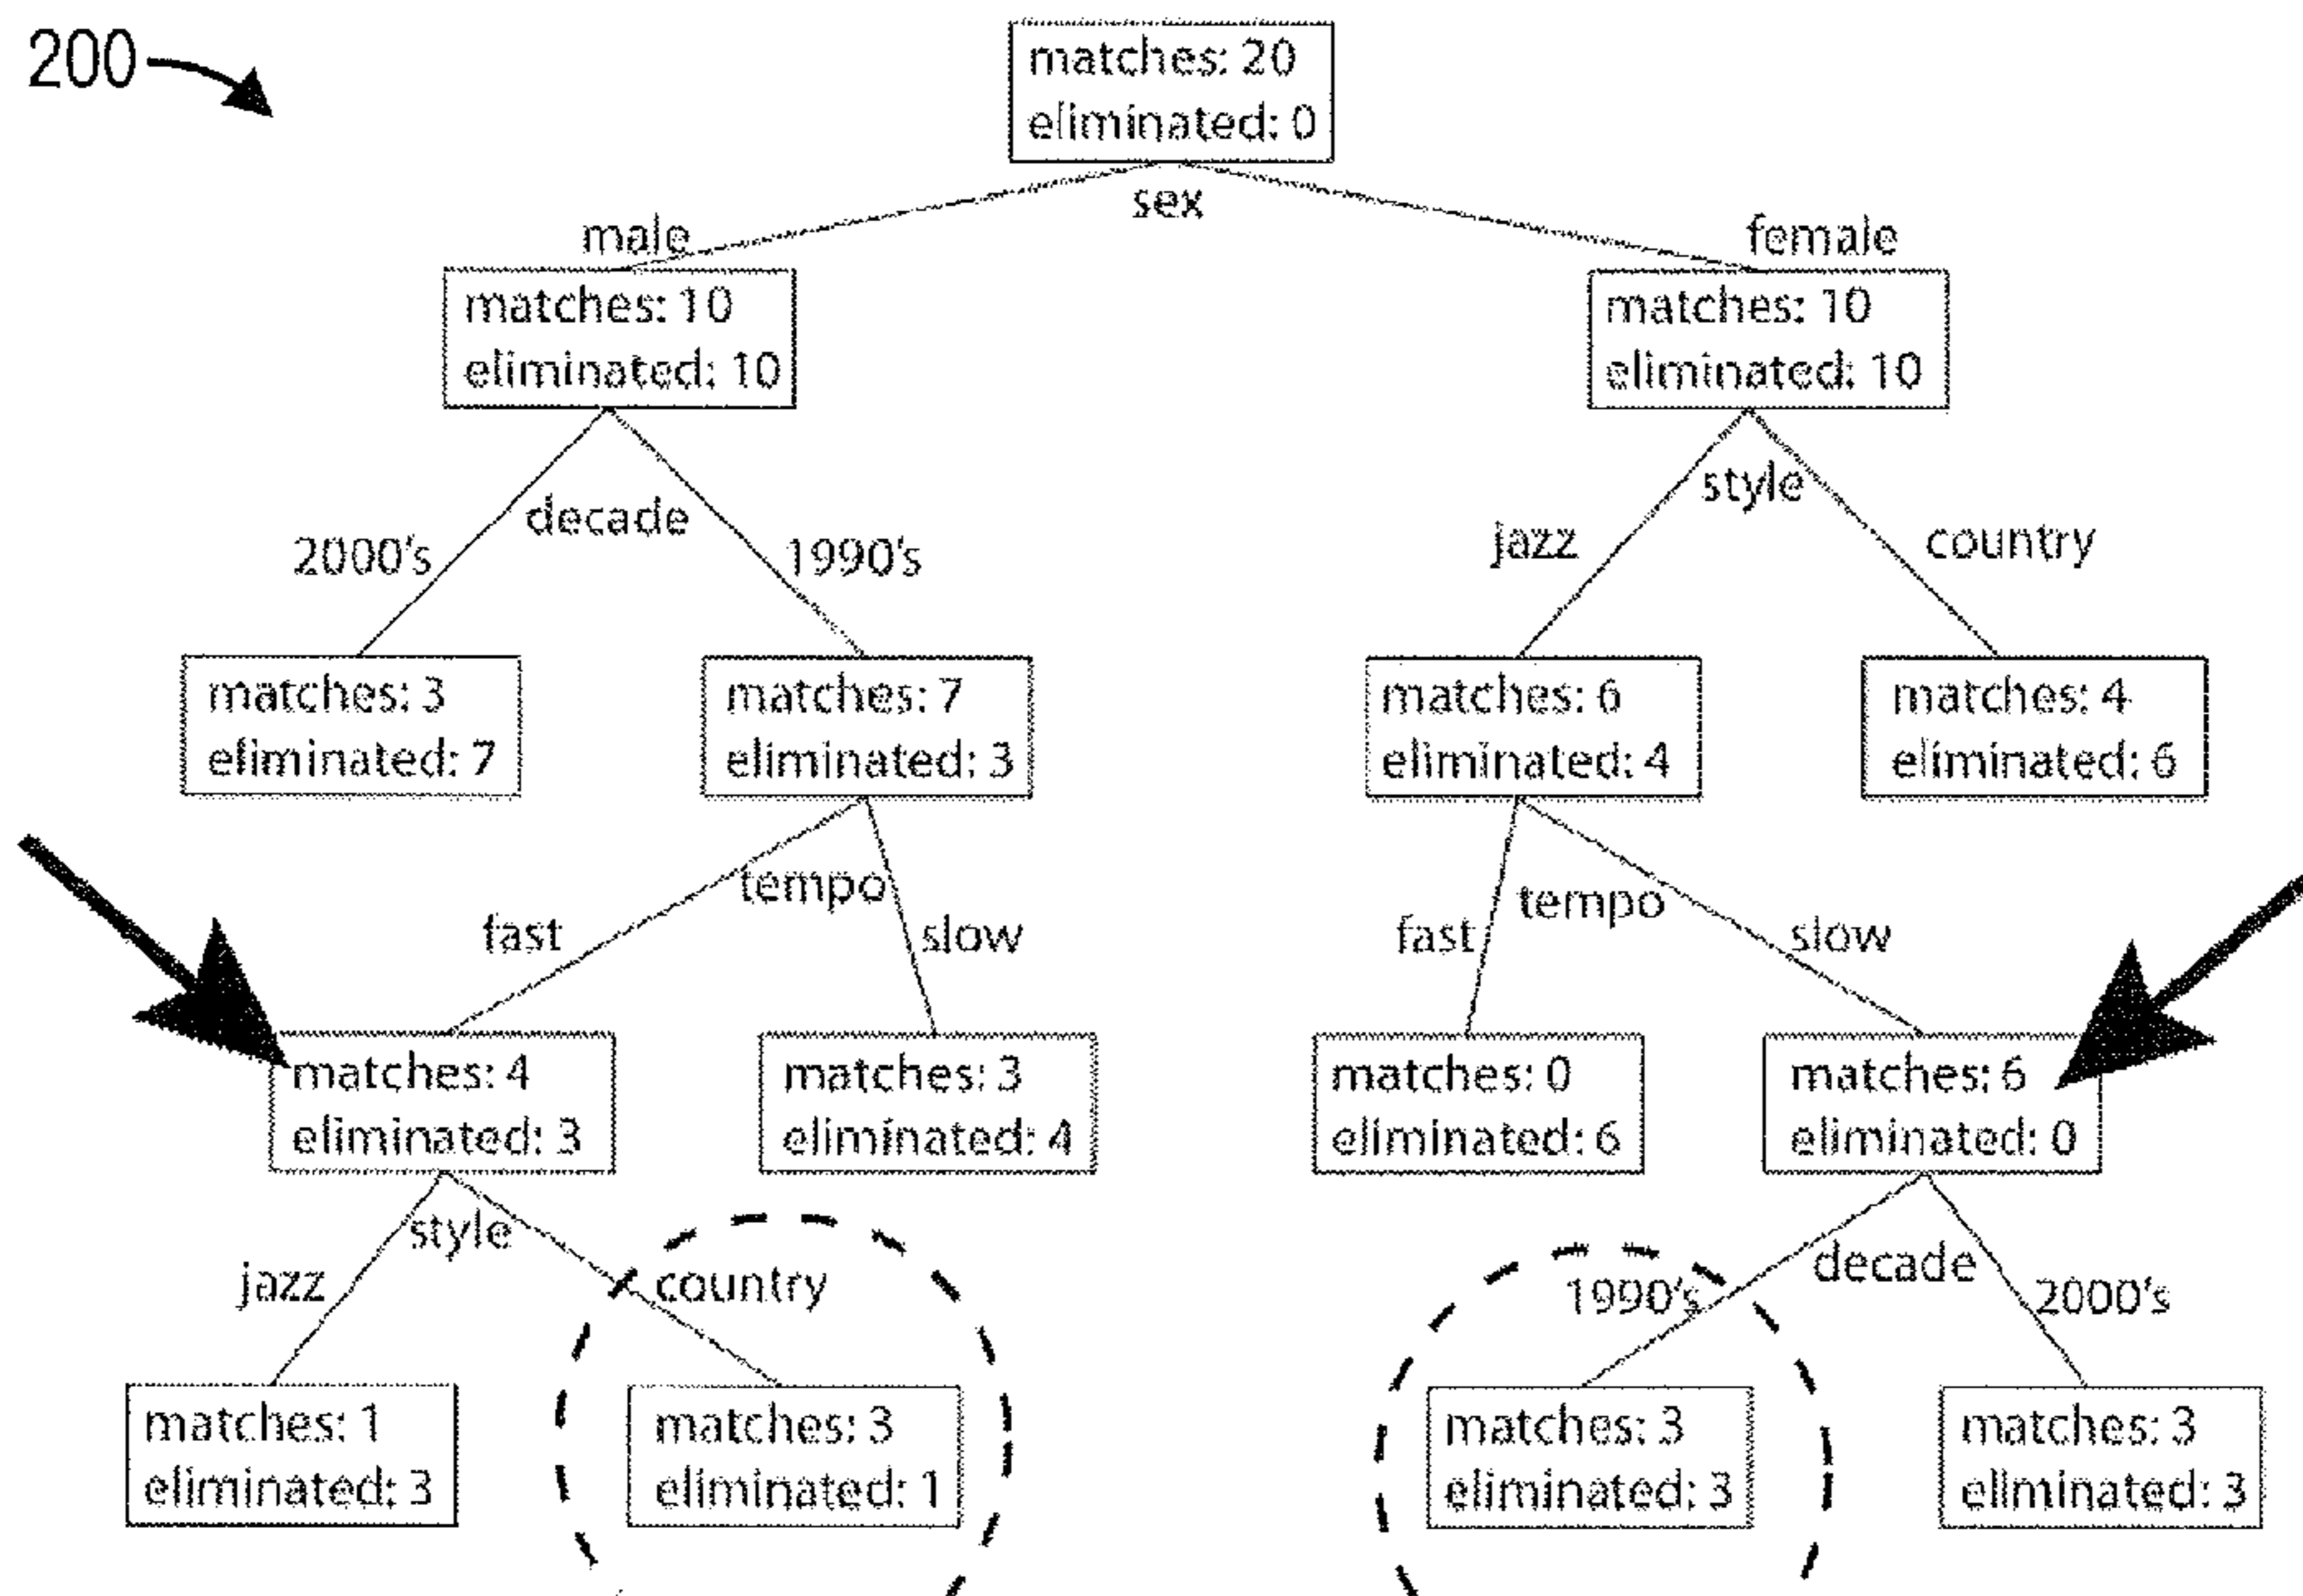 200
matches: 20
eliminated: 0
sex
male
female
matches: 10
eliminated: 10
matches: 10
eliminated: 10
decade
2000's
1990's
style
jazz
country
matches: 3
eliminated: 7
matches: 7
eliminated: 3
matches: 6
eliminated: 4
matches: 4
eliminated: 6
tempo
fast
slow
tempo
fast
slow
matches: 4
eliminated: 3
matches: 3
eliminated: 4
matches: 0
eliminated: 6
matches: 6
eliminated: 0
style
jazz
country
decade
1990's
2000's
matches: 1
eliminated: 3
matches: 3
eliminated: 1
matches: 3
eliminated: 3
matches: 3
eliminated: 3